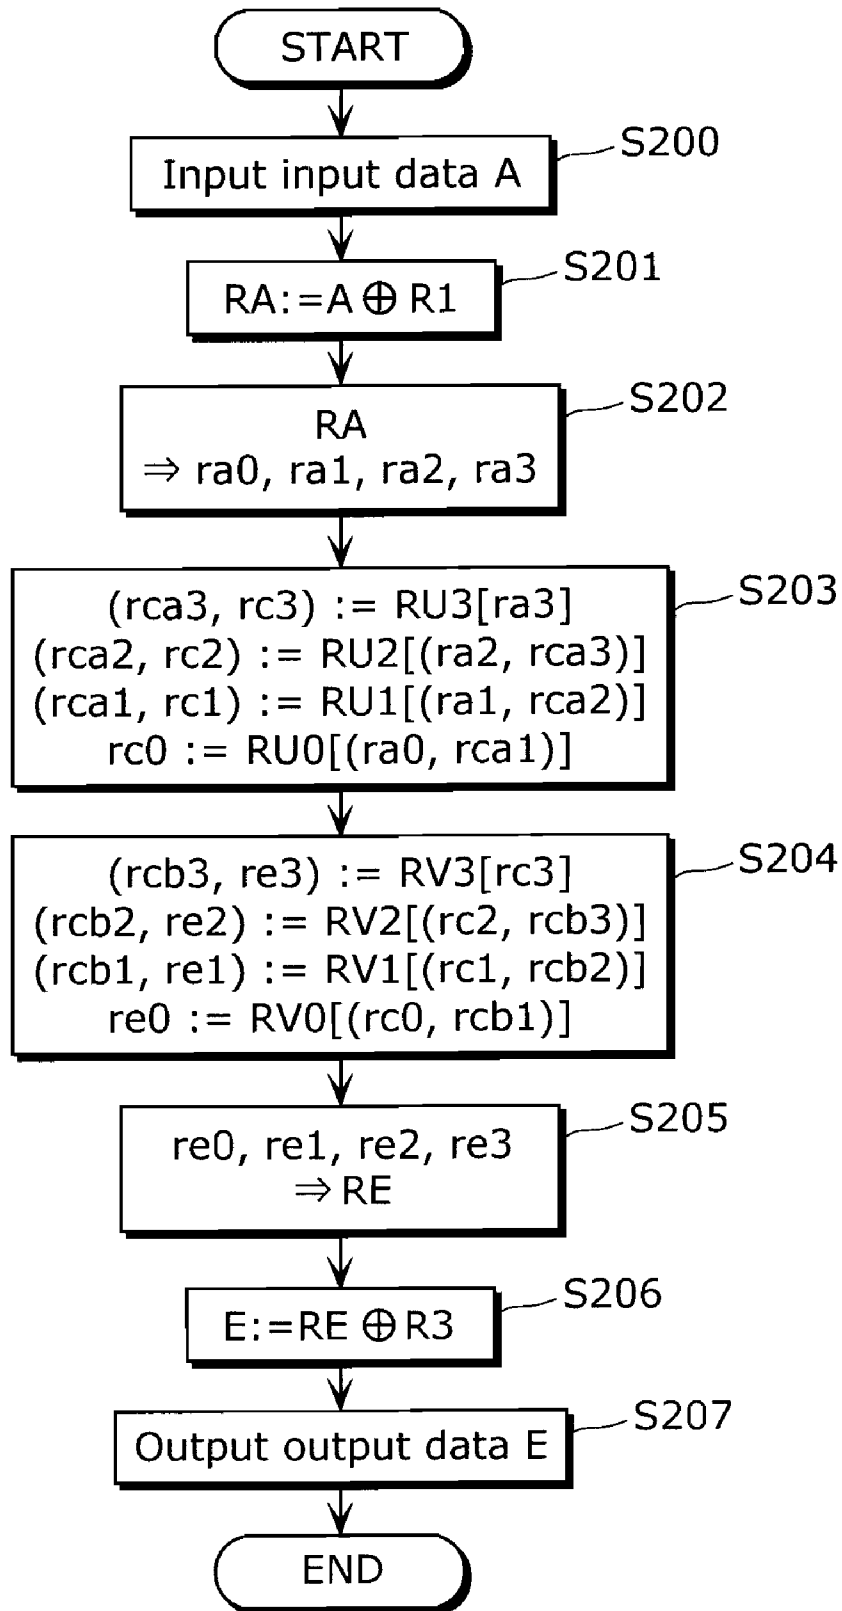 START
Input input data A
S200
RA:=A ⊕ R1
S201
RA
⇒ ra0, ra1, ra2, ra3
S202
(rca3, rc3) := RU3[ra3]
(rca2, rc2) := RU2[(ra2, rca3)]
(rca1, rc1) := RU1[(ra1, rca2)]
rc0 := RU0[(ra0, rca1)]
S203
(rcb3, re3) := RV3[rc3]
(rcb2, re2) := RV2[(rc2, rcb3)]
(rcb1, re1) := RV1[(rc1, rcb2)]
re0 := RV0[(rc0, rcb1)]
S204
re0, re1, re2, re3
⇒ RE
S205
E:=RE ⊕ R3
S206
Output output data E
S207
END